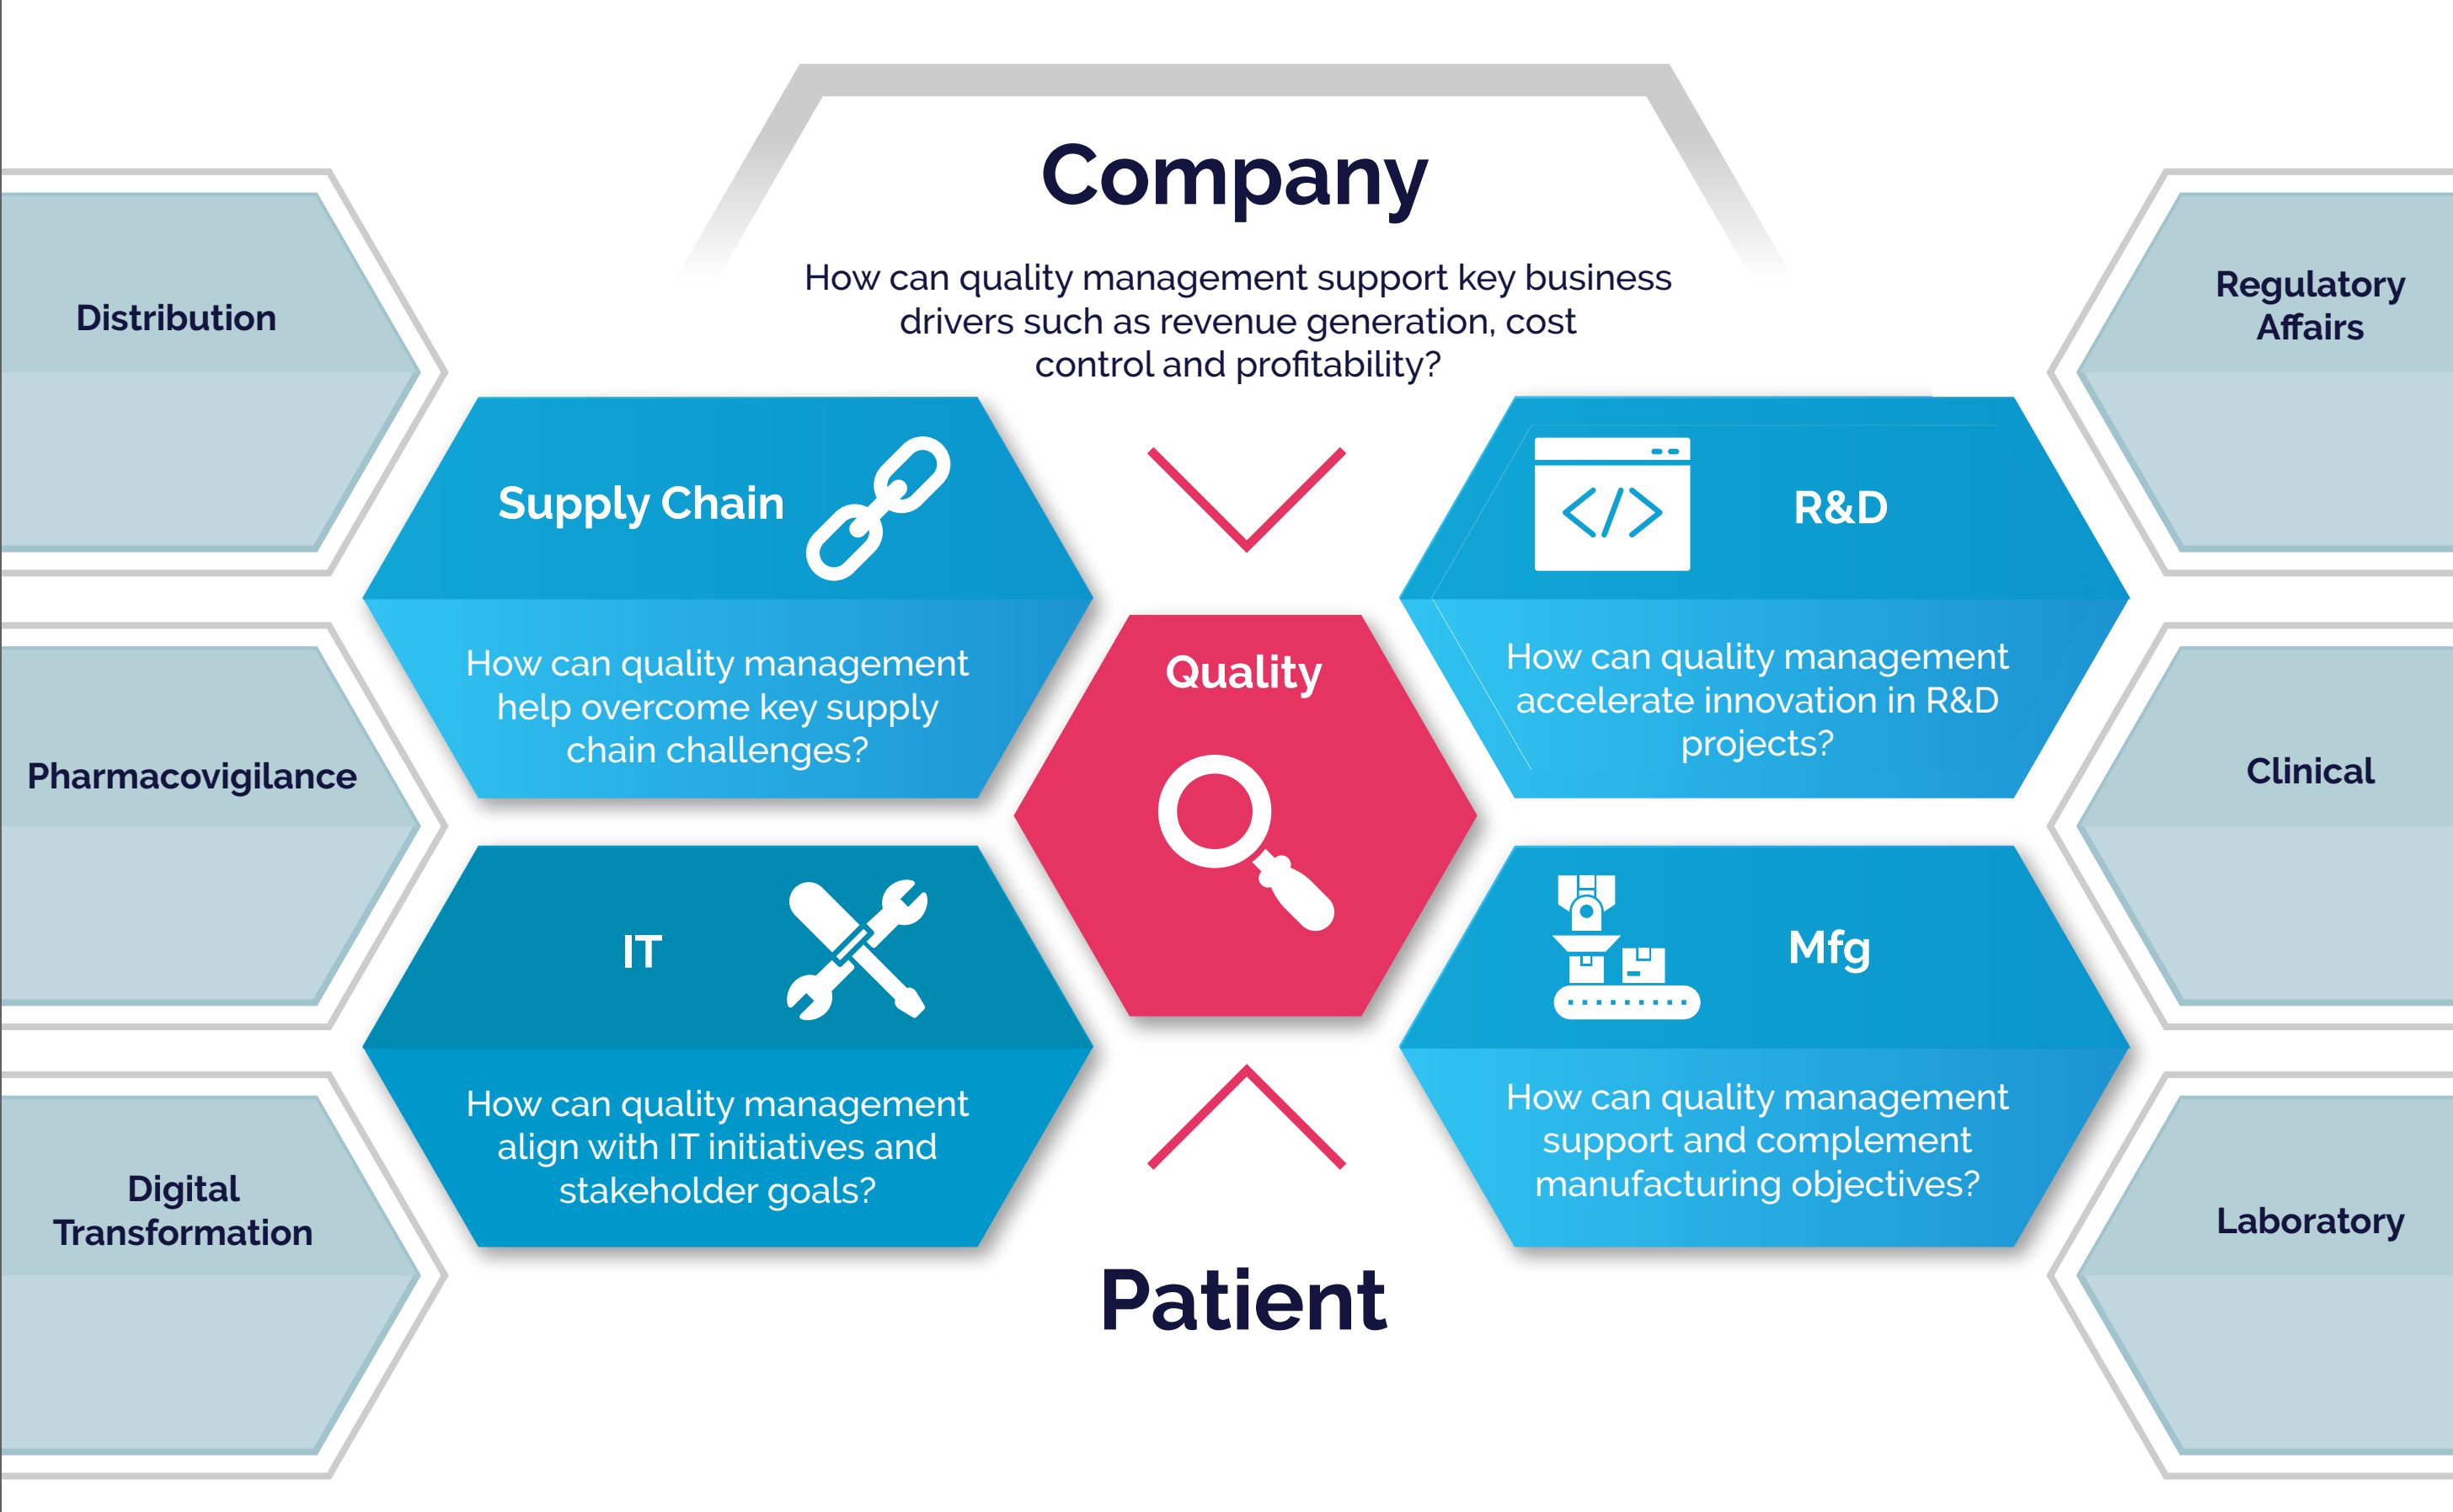 Company
How can quality management support key business
drivers such as revenue generation, cost
control and profitability?
Distribution
Pharmacovigilance
Digital
Transformation
Supply Chain
How can quality management
help overcome key supply
chain challenges?
IT
How can quality management
align with IT initiatives and
stakeholder goals?
Quality
R&D
How can quality management
accelerate innovation in R&D
projects?
Mfg
How can quality management
support and complement
manufacturing objectives?
Regulatory
Affairs
Clinical
Laboratory
Patient